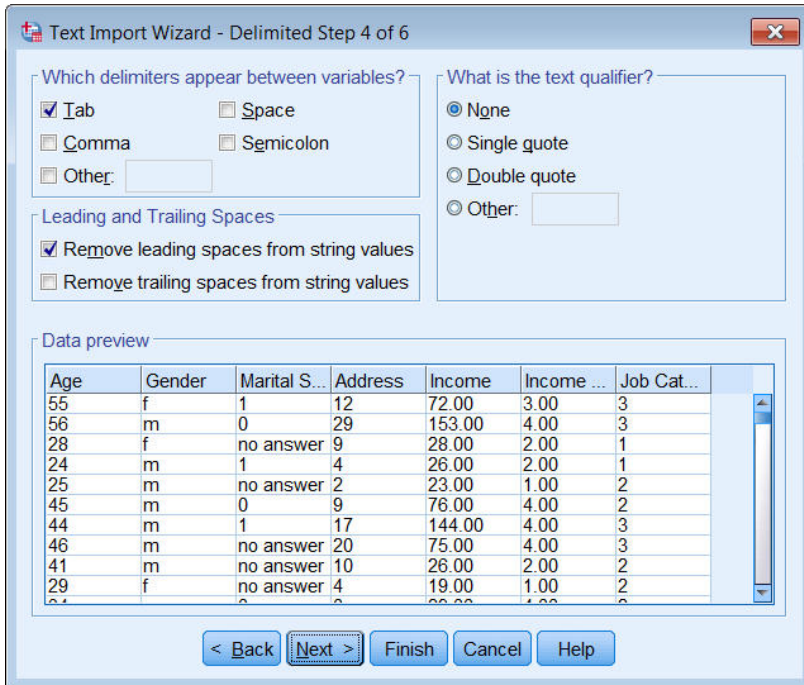 Text Import Wizard - Delimited Step 4 of 6
Which delimiters appear between variables?
Tab Space
Comma Semicolon
Other:
Leading and Trailing Spaces
Remove leading spaces from string values
Remove trailing spaces from string values
What is the text qualifier?
None
Single quote
Double quote
Other:
Data preview
Age Gender Marital S... Address Income Income ... Job Cat...
55 f 1 12 72.00 3.00 3
56 m 0 29 153.00 4.00 3
28 f no answer 9 28.00 2.00 1
24 m 1 4 26.00 2.00 1
25 m no answer 2 23.00 1.00 2
45 m 0 9 76.00 4.00 2
44 m 1 17 144.00 4.00 3
46 m no answer 20 75.00 4.00 3
41 m no answer 10 26.00 2.00 2
29 f no answer 4 19.00 1.00 2
< Back Next > Finish Cancel Help